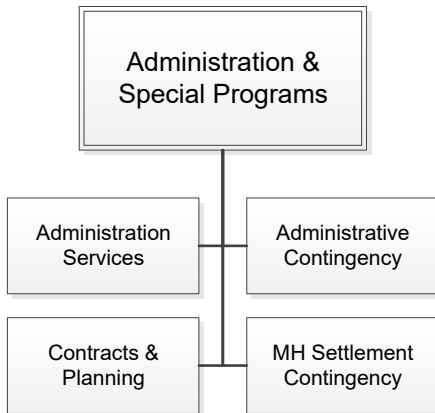 Administration &
Special Programs
Administration
Services
Administrative
Contingency
Contracts &
Planning
MH Settlement
Contingency